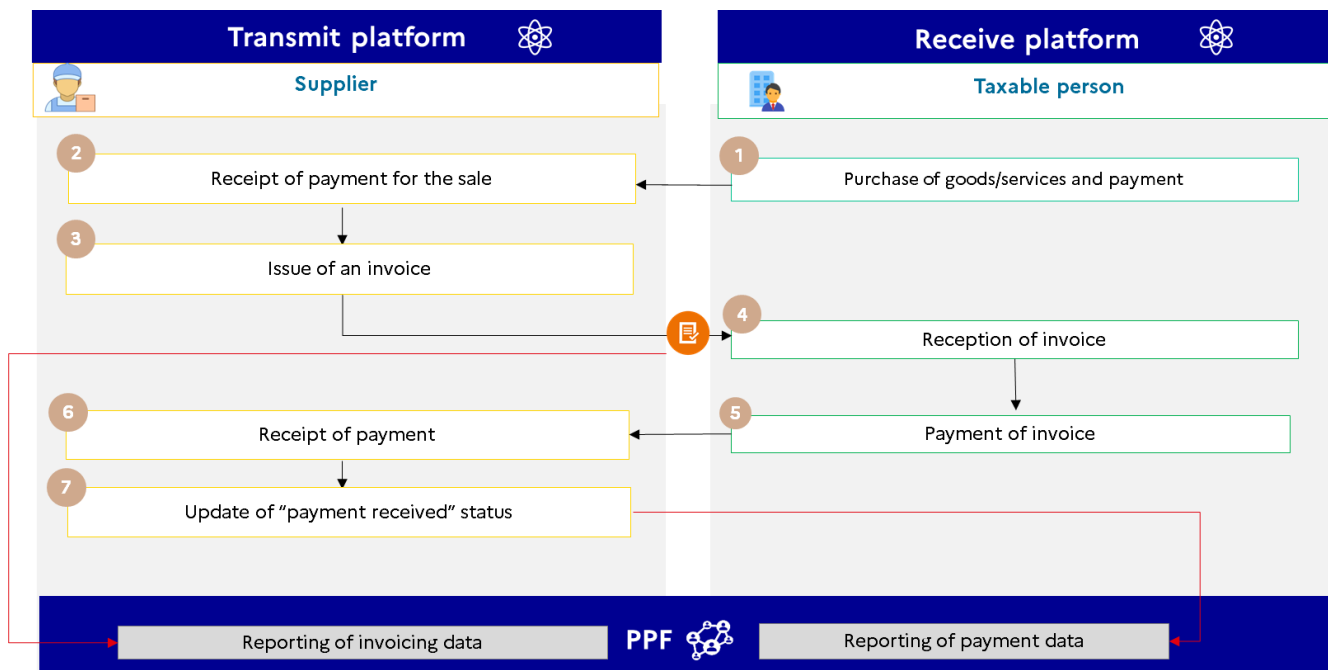 Transmit platform
Receive platform
Supplier
Taxable person
2
Receipt of payment for the sale
1
Purchase of goods/services and payment
3
Issue of an invoice
4
Reception of invoice
6
Receipt of payment
5
Payment of invoice
7
Update of “payment received” status
Reporting of invoicing data
PPF
Reporting of payment data